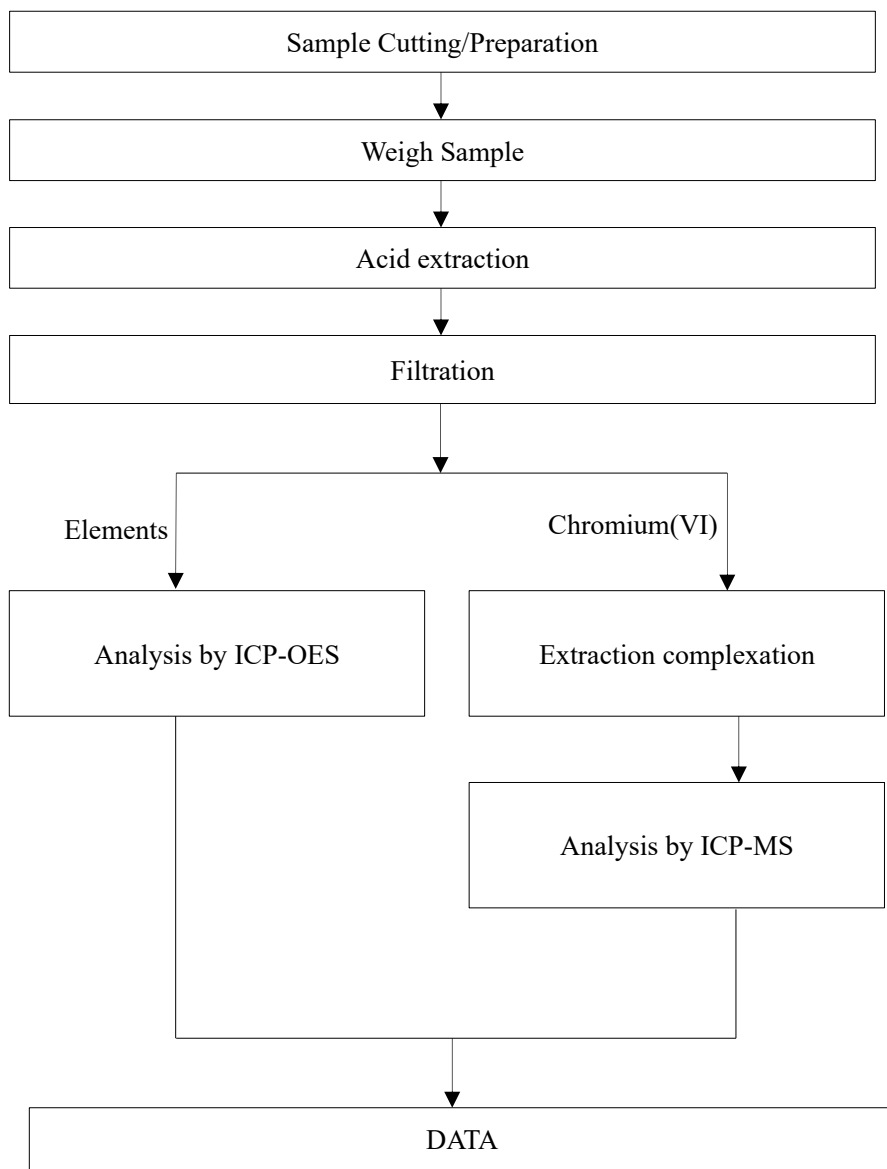 Sample Cutting/Preparation
Weigh Sample
Acid extraction
Filtration
Elements
Chromium(VI)
Analysis by ICP-OES
Extraction complexation
Analysis by ICP-MS
DATA